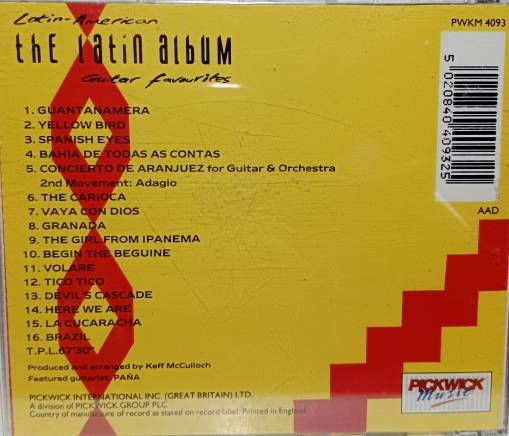 Latin-American
PWKM 4093
the latin album
Guitar favourites
1. GUANTANAMERA
2. YELLOW BIRD
3. SPANISH EYES
4. BAHIA DE TODAS AS CONTAS
5. CONCIERTO DE ARANJUEZ for Guitar & Orchestra
2nd Movement: Adagio
6. THE CARIOCA
7. VAYA CON DIOS
8. GRANADA
9. THE GIRL FROM IPANEMA
10. BEGIN THE BEGUINE
11. VOLARE
12. TICO TICO
13. DEVIL'S CASCADE
14. HERE WE ARE
15. LA CUCARACHA
16. BRAZIL
T.P.L.67'30"
Produced and arranged by Keff McCulloch
Featured guitarist: PAÑA
PICKWICK INTERNATIONAL INC. (GREAT BRITAIN) LTD.
A division of PICKWICK GROUP PLC
Country of manufacture of record as stated on record label. Printed in England
5 020840 409325
AAD
PICKWICK
Music